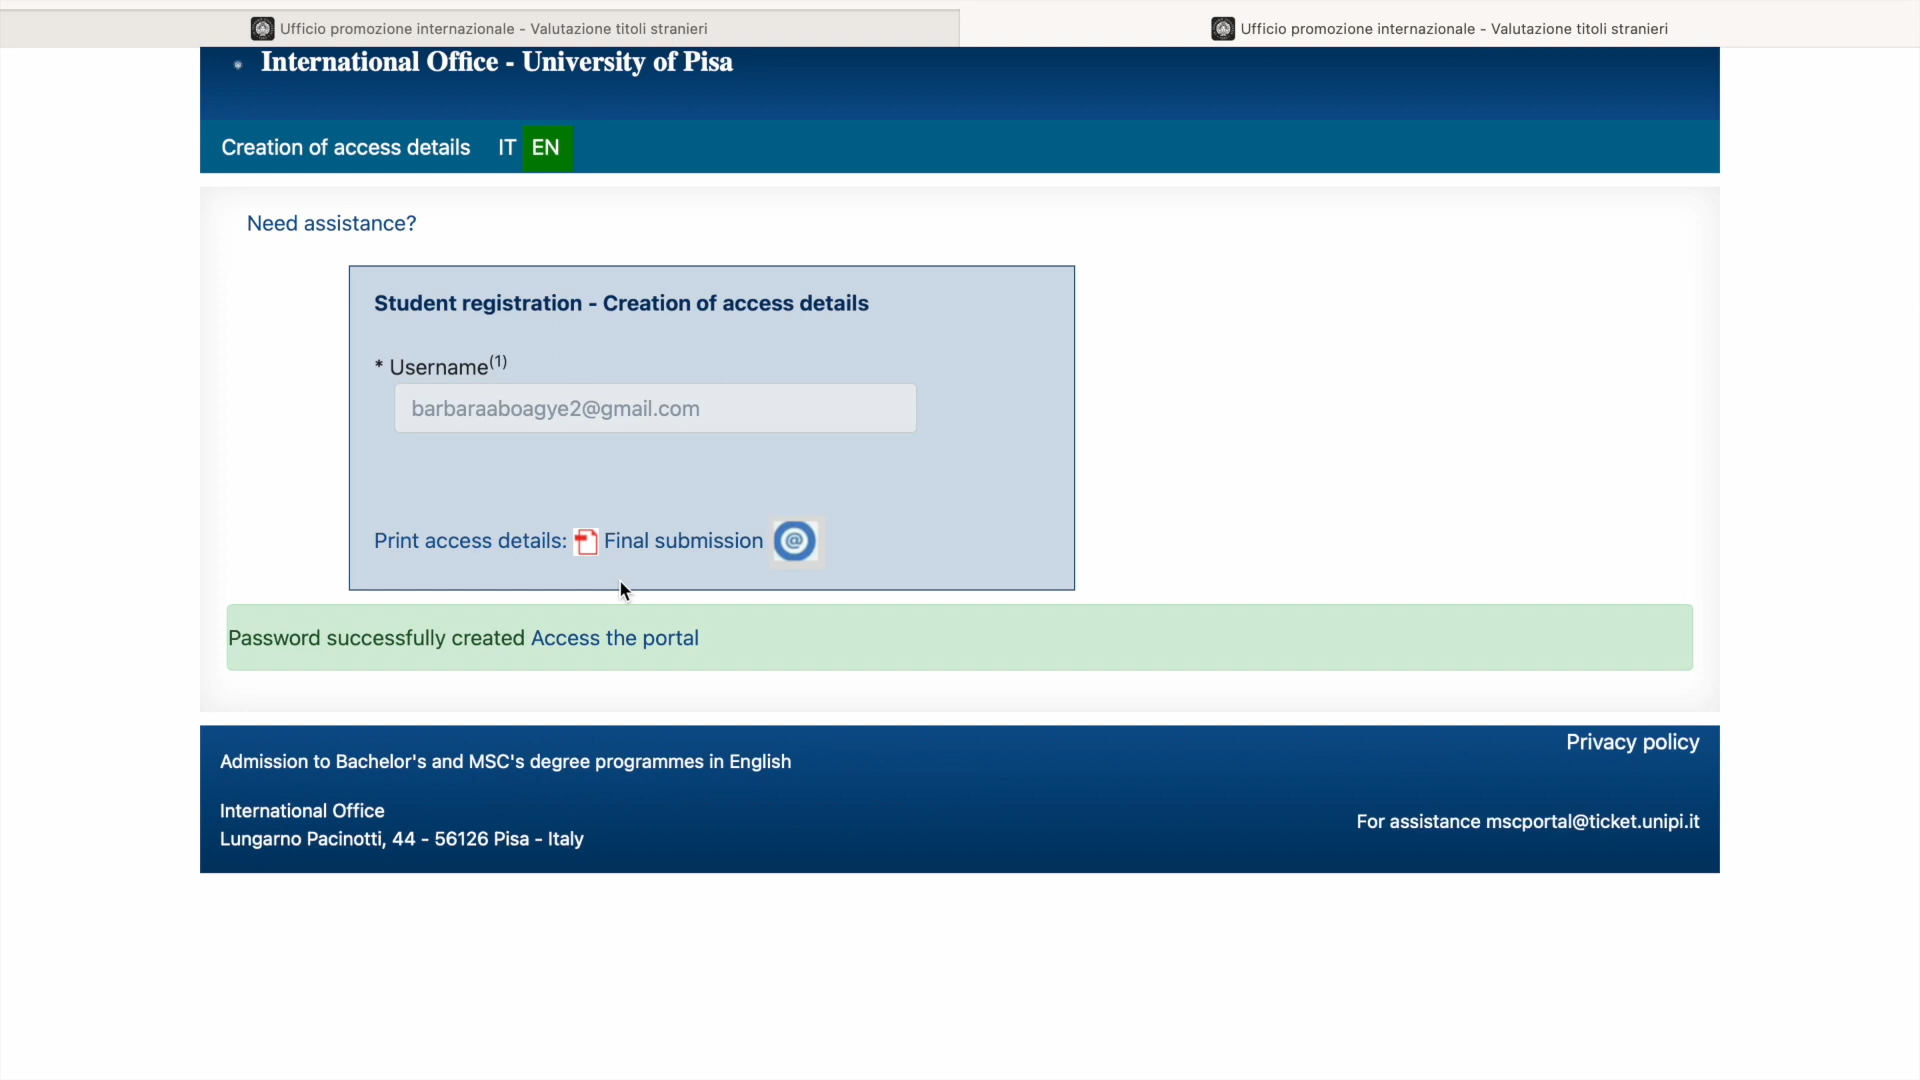 Ufficio promozione internazionale - Valutazione titoli stranieri
Ufficio promozione internazionale - Valutazione titoli stranieri
International Office - University of Pisa
Creation of access details IT EN
Need assistance?
Student registration - Creation of access details
* Username(1)
barbaraaboagye2@gmail.com
Print access details: Final submission @
Password successfully created Access the portal
Privacy policy
Admission to Bachelor's and MSC's degree programmes in English
International Office
Lungarno Pacinotti, 44 - 56126 Pisa - Italy
For assistance mscportal@ticket.unipi.it